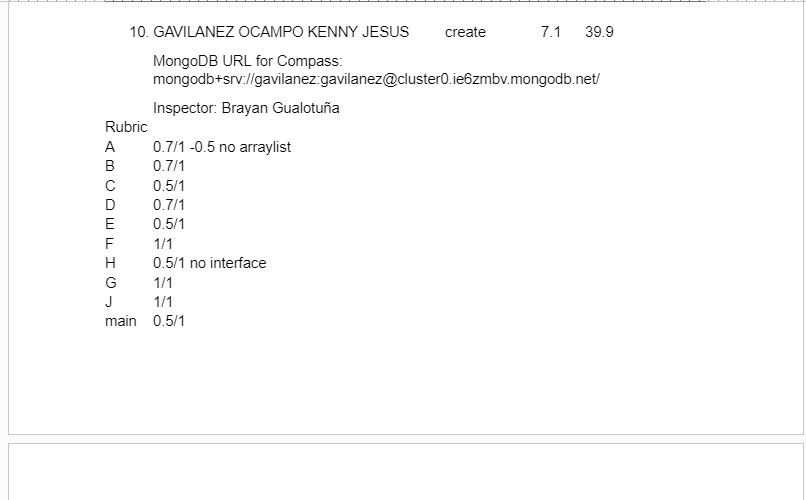 10. GAVILANEZ OCAMPO KENNY JESUS create 7.1 39.9
MongoDB URL for Compass:
mongodb+srv://gavilanez:gavilanez@cluster0.ie6zmbv.mongodb.net/
Inspector: Brayan Gualotuña
Rubric
A 0.7/1 -0.5 no arraylist
B 0.7/1
C 0.5/1
D 0.7/1
E 0.5/1
F 1/1
H 0.5/1 no interface
G 1/1
J 1/1
main 0.5/1